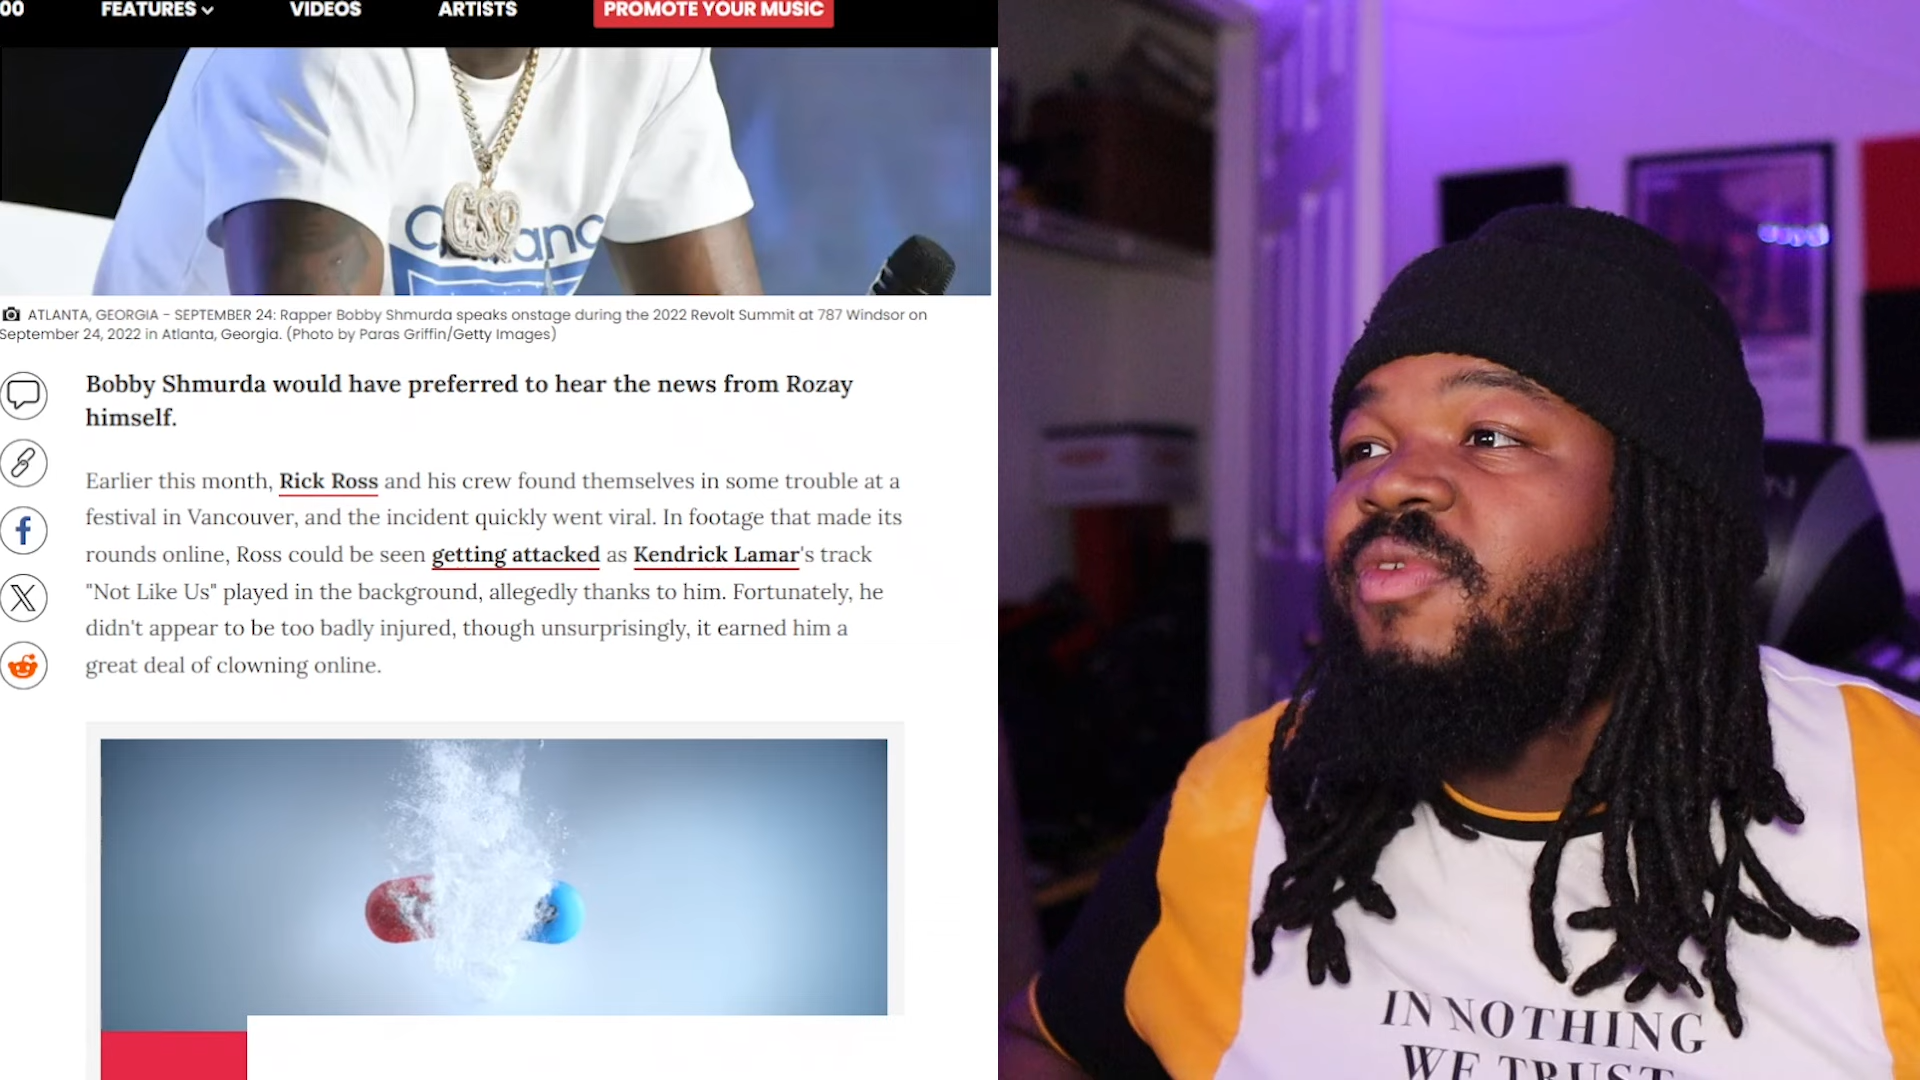 00
FEATURES
VIDEOS
ARTISTS
PROMOTE YOUR MUSIC
GS9
ATLANTA, GEORGIA - SEPTEMBER 24: Rapper Bobby Shmurda speaks onstage during the 2022 Revolt Summit at 787 Windsor on
September 24, 2022 in Atlanta, Georgia. (Photo by Paras Griffin/Getty Images)
Bobby Shmurda would have preferred to hear the news from Rozay
himself.
Earlier this month, Rick Ross and his crew found themselves in some trouble at a
festival in Vancouver, and the incident quickly went viral. In footage that made its
rounds online, Ross could be seen getting attacked as Kendrick Lamar's track
"Not Like Us" played in the background, allegedly thanks to him. Fortunately, he
didn't appear to be too badly injured, though unsurprisingly, it earned him a
great deal of clowning online.
IN NOTHING
WE TRUST